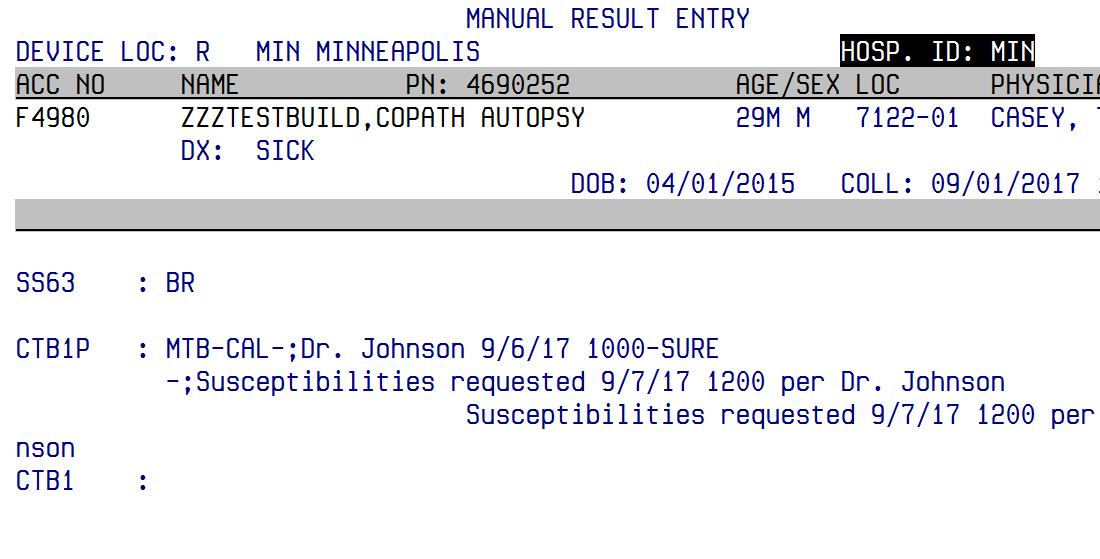 MANUAL RESULT ENTRY
DEVICE LOC: R MIN MINNEAPOLIS HOSP. ID: MIN
ACC NO NAME PN: 4690252 AGE/SEX LOC PHYSICIA
F4980 ZZZTESTBUILD,COPATH AUTOPSY 29M M 7122-01 CASEY,
DX: SICK
DOB: 04/01/2015 COLL: 09/01/2017
SS63 : BR
CTB1P : MTB-CAL-;Dr. Johnson 9/6/17 1000-SURE
-;Susceptibilities requested 9/7/17 1200 per Dr. Johnson
Susceptibilities requested 9/7/17 1200 per
nson
CTB1 :